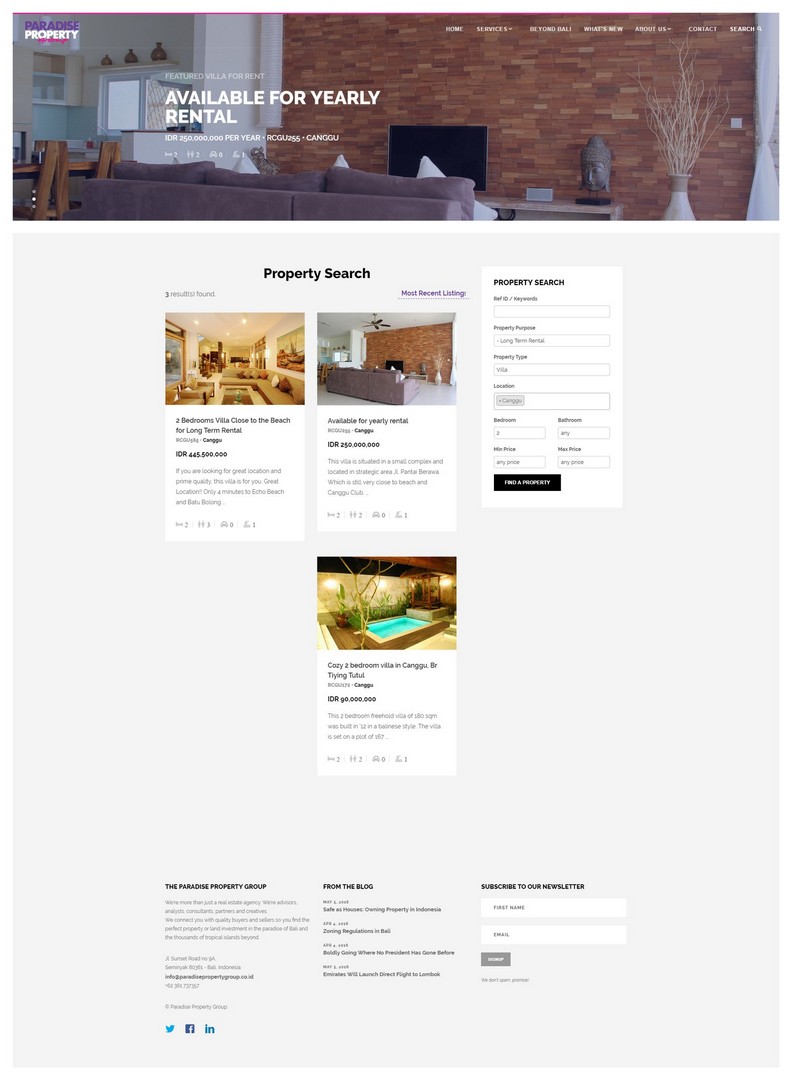 PARADISE
PROPERTY
HOME
SERVICES
BEYOND BALI
WHAT'S NEW
ABOUT US
CONTACT
SEARCH
FEATURED VILLA FOR RENT
AVAILABLE FOR YEARLY
RENTAL
IDR 250,000,000 PER YEAR • RCGU255 • CANGGU
2 2 0 1
Property Search
3 result(s) found.
Most Recent Listings
2 Bedrooms Villa Close to the Beach
for Long Term Rental
Canggu
IDR 445,500,000
If you are looking for great location and
prime quality, this villa is for you. Great
Location!! Only 4 minutes to Echo Beach
and Batu Bolong ...
2 3 0 1
Available for yearly rental
RCGU255 • Canggu
IDR 250,000,000
This villa is situated in a small complex and
located in strategic area Jl. Pantai Berawa.
Which is still very close to beach and
Canggu Club. ...
2 2 0 1
Cozy 2 bedroom villa in Canggu, Br
Tiying Tutul
RCGU172 • Canggu
IDR 90,000,000
This 2 bedroom freehold villa of 180 sqm
was built in '12 in a balinese style. The villa
is set on a plot of 167 ...
2 2 0 1
PROPERTY SEARCH
Ref ID / Keywords
Property Purpose
- Long Term Rental
Property Type
Villa
Location
× Canggu
Bedroom Bathroom
2 any
Min Price Max Price
any price any price
FIND A PROPERTY
THE PARADISE PROPERTY GROUP
We're more than just a real estate agency. We're advisors,
analysts, consultants, partners and creatives.
We connect you with quality buyers and sellers so you find the
perfect property or land investment in the paradise of Bali and
the thousands of tropical islands beyond.
Jl. Sunset Road no 9A,
Seminyak 80361 - Bali, Indonesia
info@paradisepropertygroup.co.id
+62 361 737357
© Paradise Property Group.
FROM THE BLOG
MAY 5, 2016
Safe as Houses: Owning Property in Indonesia
APR 4, 2016
Zoning Regulations in Bali
APR 4, 2016
Boldly Going Where No President Has Gone Before
MAY 3, 2016
Emirates Will Launch Direct Flight to Lombok
SUBSCRIBE TO OUR NEWSLETTER
FIRST NAME
EMAIL
SIGNUP
We don't spam, promise!